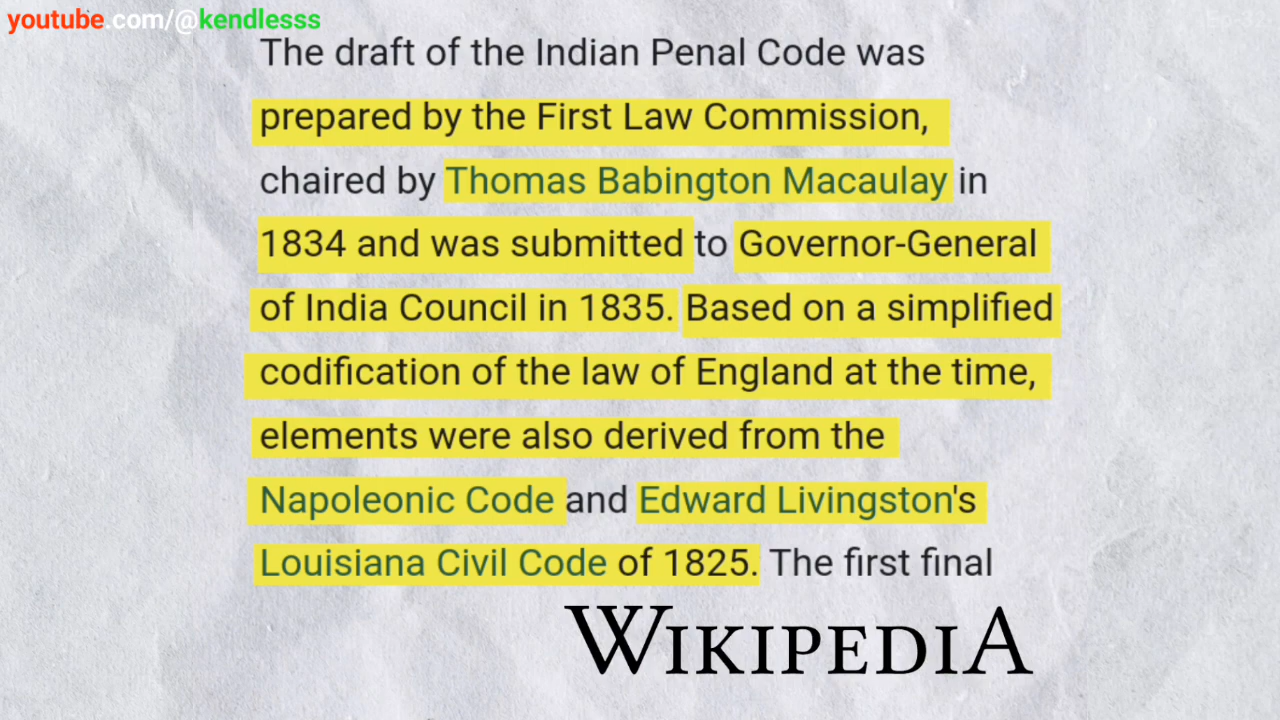 youtube.com/@kendlesss
The draft of the Indian Penal Code was
prepared by the First Law Commission,
chaired by Thomas Babington Macaulay in
1834 and was submitted to Governor-General
of India Council in 1835. Based on a simplified
codification of the law of England at the time,
elements were also derived from the
Napoleonic Code and Edward Livingston's
Louisiana Civil Code of 1825. The first final
WIKIPEDIA